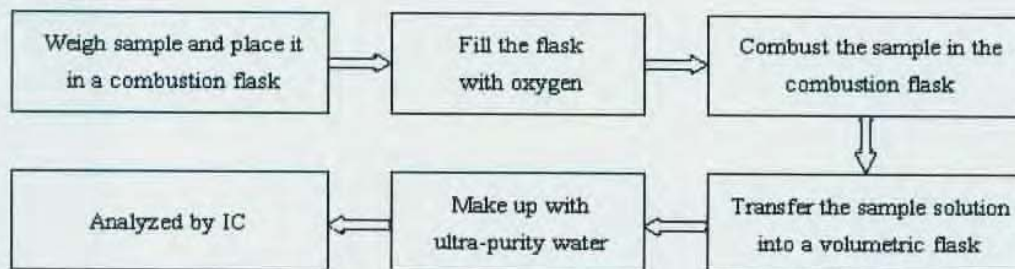 Weigh sample and place it
in a combustion flask
Fill the flask
with oxygen
Combust the sample in the
combustion flask
Transfer the sample solution
into a volumetric flask
Make up with
ultra-purity water
Analyzed by IC